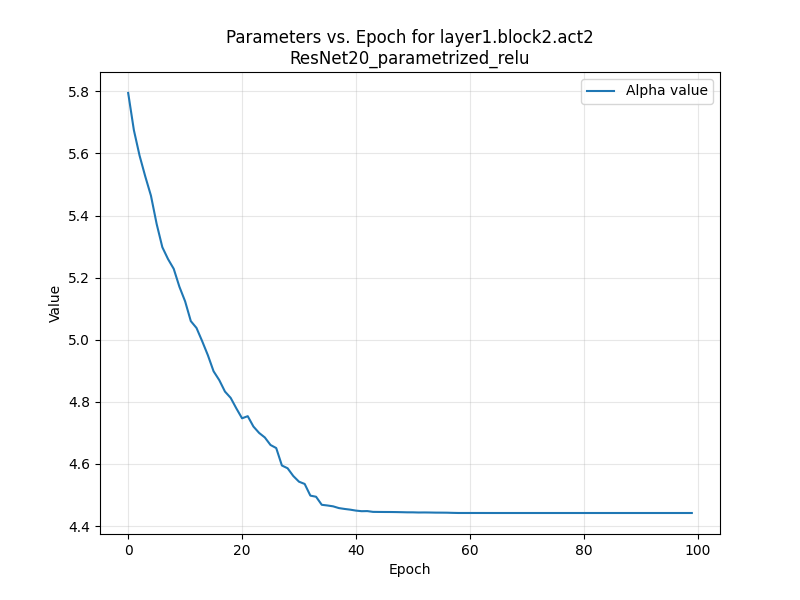 Parameters vs. Epoch for layer1.block2.act2
ResNet20_parametrized_relu
Alpha value
5.8
5.6
5.4
5.2
5.0
4.8
4.6
4.4
Value
0 20 40 60 80 100
Epoch